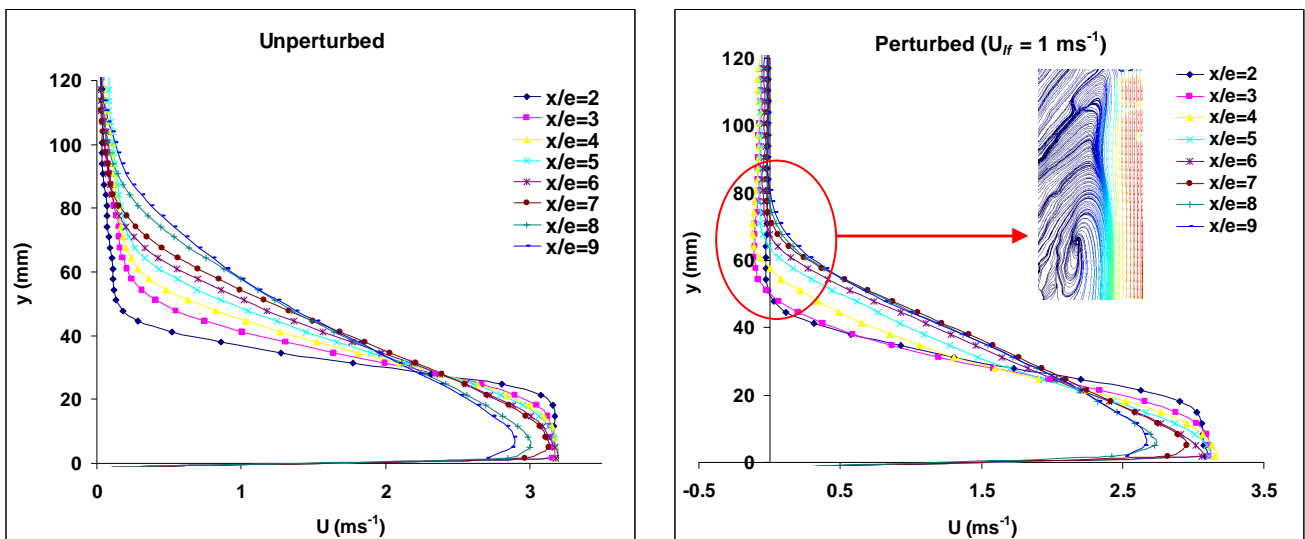 Unperturbed
y (mm)
120
100
80
60
40
20
0
0 1 2 3
U (ms⁻¹)
x/e=2
x/e=3
x/e=4
x/e=5
x/e=6
x/e=7
x/e=8
x/e=9
Perturbed (Ulf = 1 ms⁻¹)
y (mm)
120
100
80
60
40
20
0
-0.5 0.5 1.5 2.5 3.5
U (ms⁻¹)
x/e=2
x/e=3
x/e=4
x/e=5
x/e=6
x/e=7
x/e=8
x/e=9